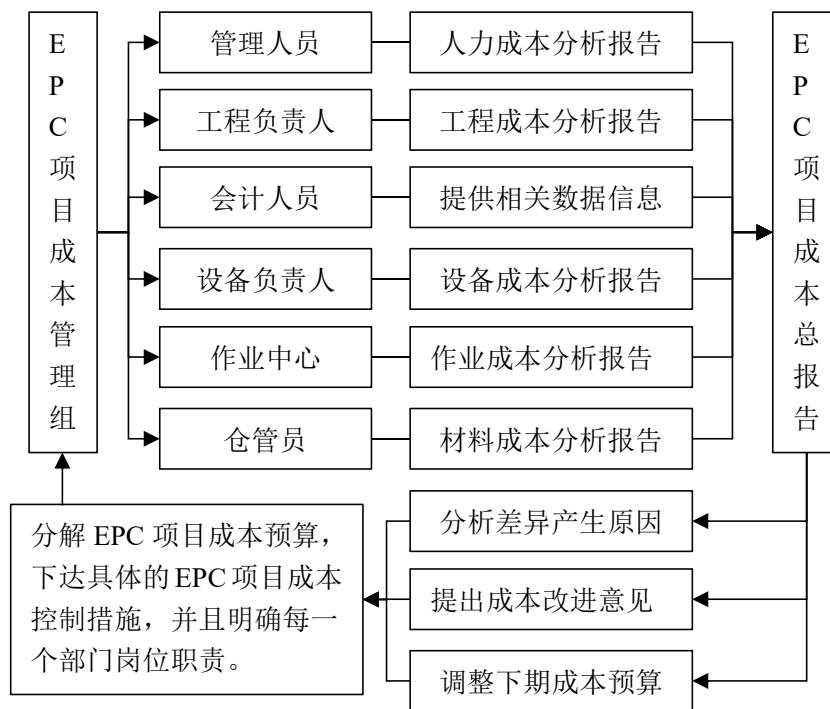 EPC项目成本管理组
管理人员
人力成本分析报告
工程负责人
工程成本分析报告
会计人员
提供相关数据信息
设备负责人
设备成本分析报告
作业中心
作业成本分析报告
仓管员
材料成本分析报告
EPC项目成本总报告
分解 EPC 项目成本预算，
下达具体的 EPC 项目成本
控制措施，并且明确每一
个部门岗位职责。
分析差异产生原因
提出成本改进意见
调整下期成本预算